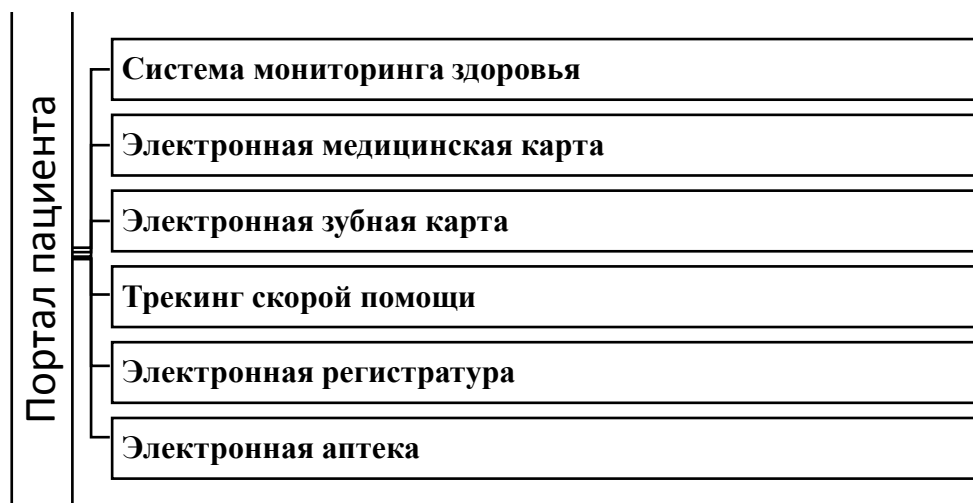 Портал пациента
Система мониторинга здоровья
Электронная медицинская карта
Электронная зубная карта
Трекинг скорой помощи
Электронная регистратура
Электронная аптека